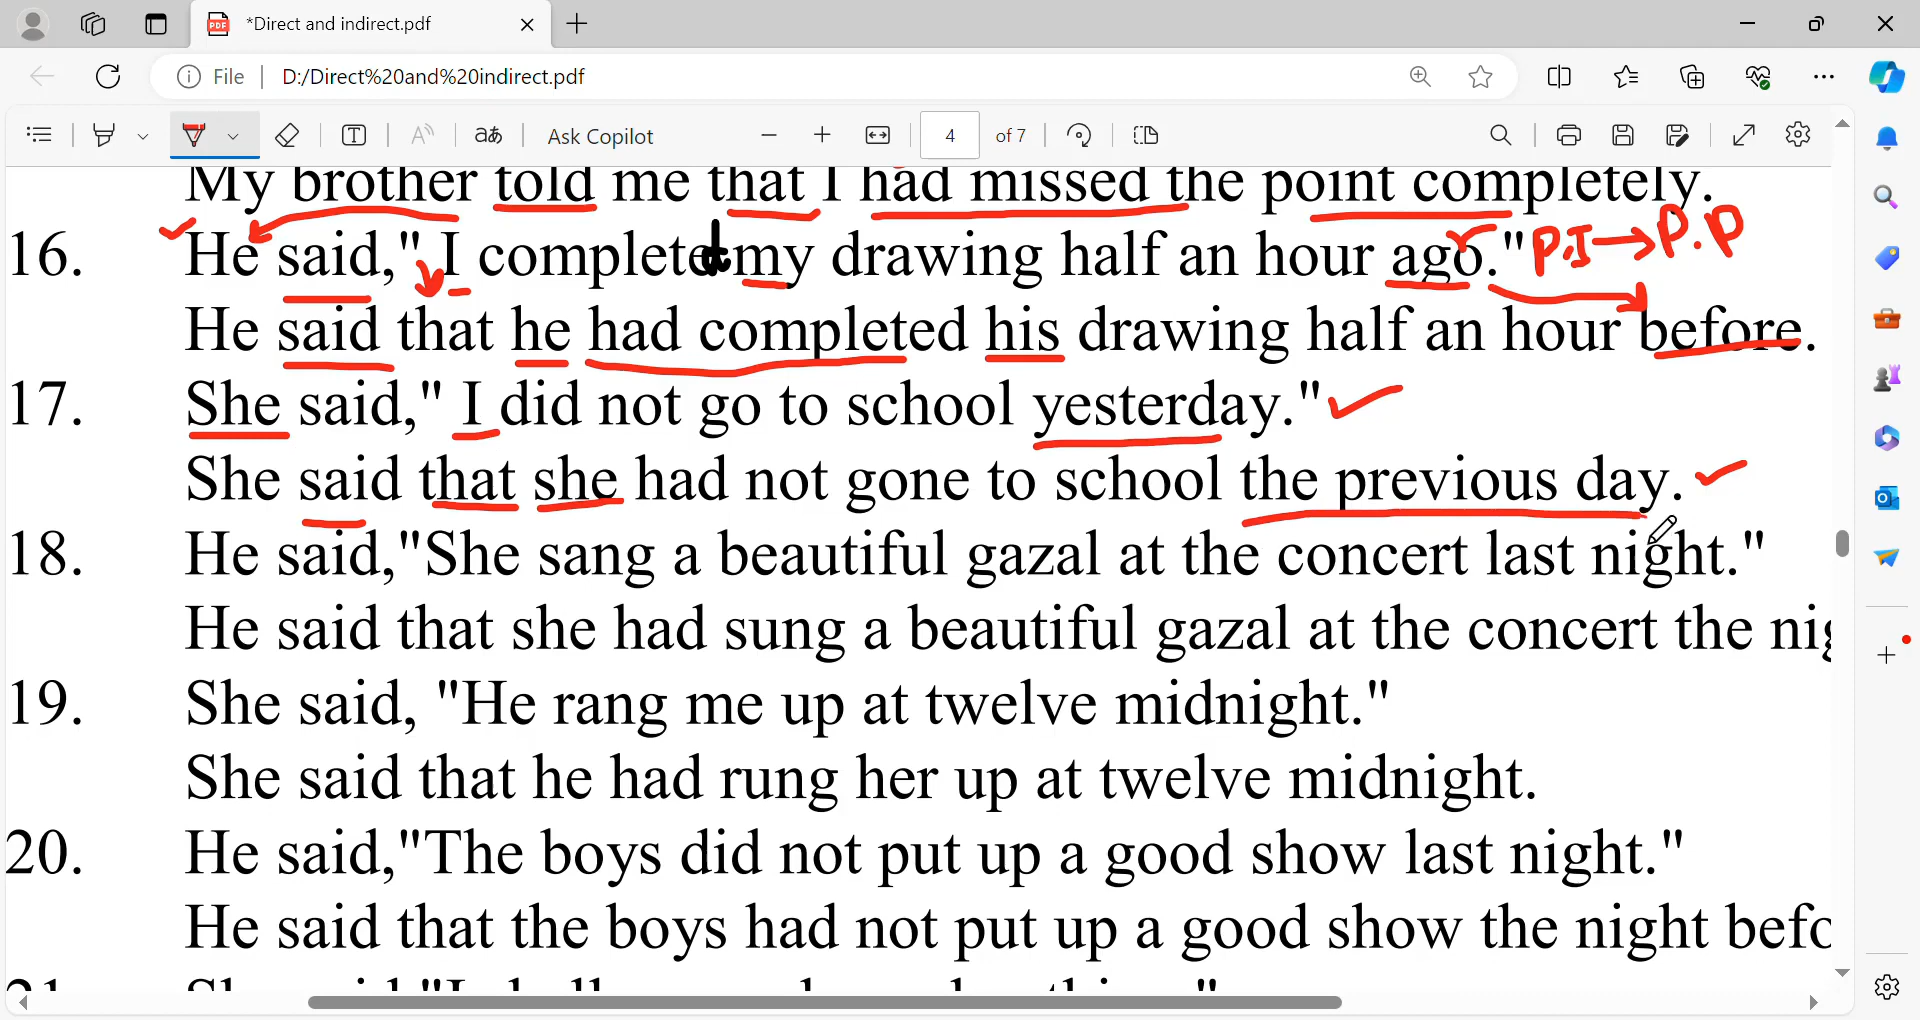 *Direct and indirect.pdf
File D:/Direct%20and%20indirect.pdf
Ask Copilot 4 of 7
My brother told me that I had missed the point completely.
16. He said," I completed my drawing half an hour ago." P.I → P.P
He said that he had completed his drawing half an hour before.
17. She said," I did not go to school yesterday."
She said that she had not gone to school the previous day.
18. He said,"She sang a beautiful gazal at the concert last night."
He said that she had sung a beautiful gazal at the concert the
19. She said, "He rang me up at twelve midnight."
She said that he had rung her up at twelve midnight.
20. He said,"The boys did not put up a good show last night."
He said that the boys had not put up a good show the night